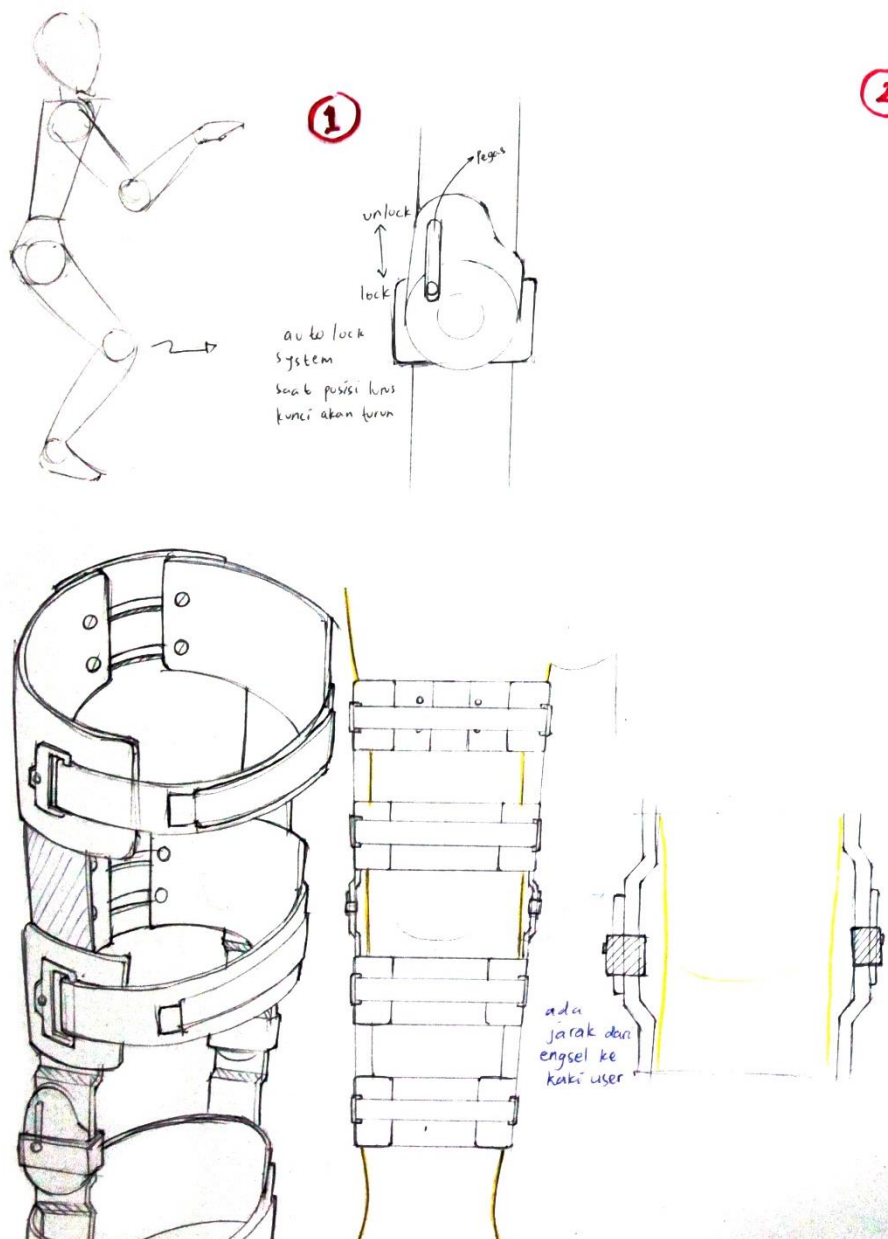 1
2
Pegas
unlock
lock
auto lock
system
saat posisi lurus
kunci akan turun
ada
jarak dari
engsel ke
kaki user